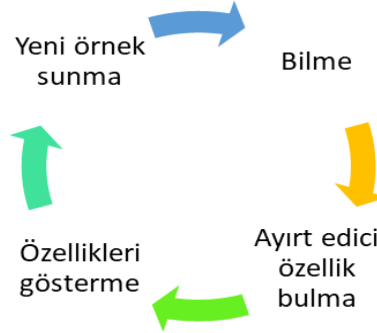 Yeni örnek
sunma
Bilme
Ayırt edici
özellik
bulma
Özellikleri
gösterme